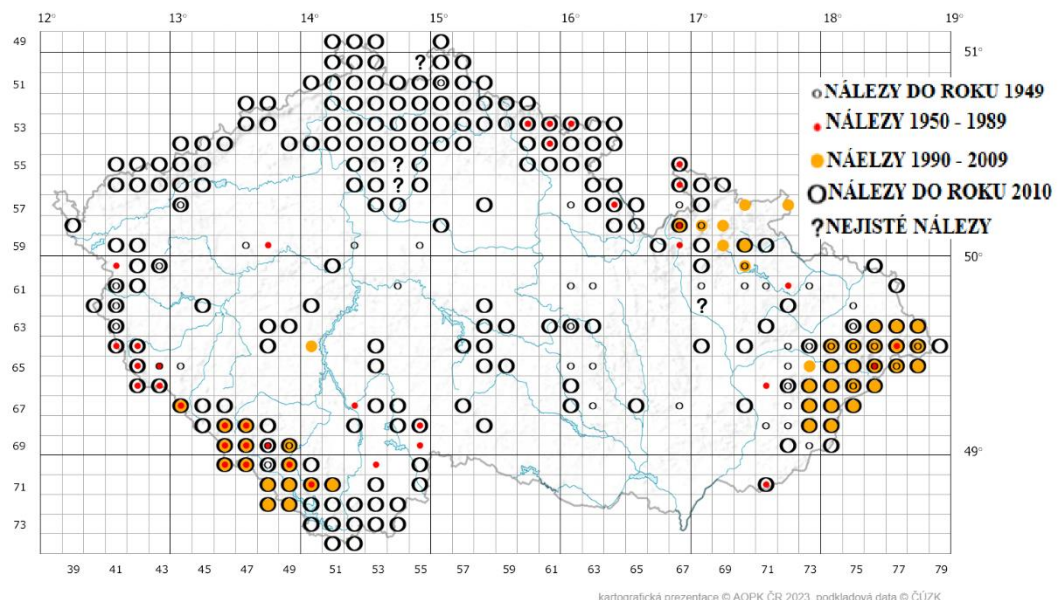 12° 13° 14° 15° 16° 17° 18° 19°
49
51°
?
51
NÁLEZY DO ROKU 1949
53
NÁLEZY 1950 - 1989
55 ?
NÁELZY 1990 - 2009
?
57
NÁLEZY DO ROKU 2010
? NEJISTÉ NÁLEZY
59
50°
61
?
63
65
67
69
49°
71
73
39 41 43 45 47 49 51 53 55 57 59 61 63 65 67 69 71 73 75 77 79
kartografická prezentace © AOPK ČR 2023, podkladová data © ČÚZK